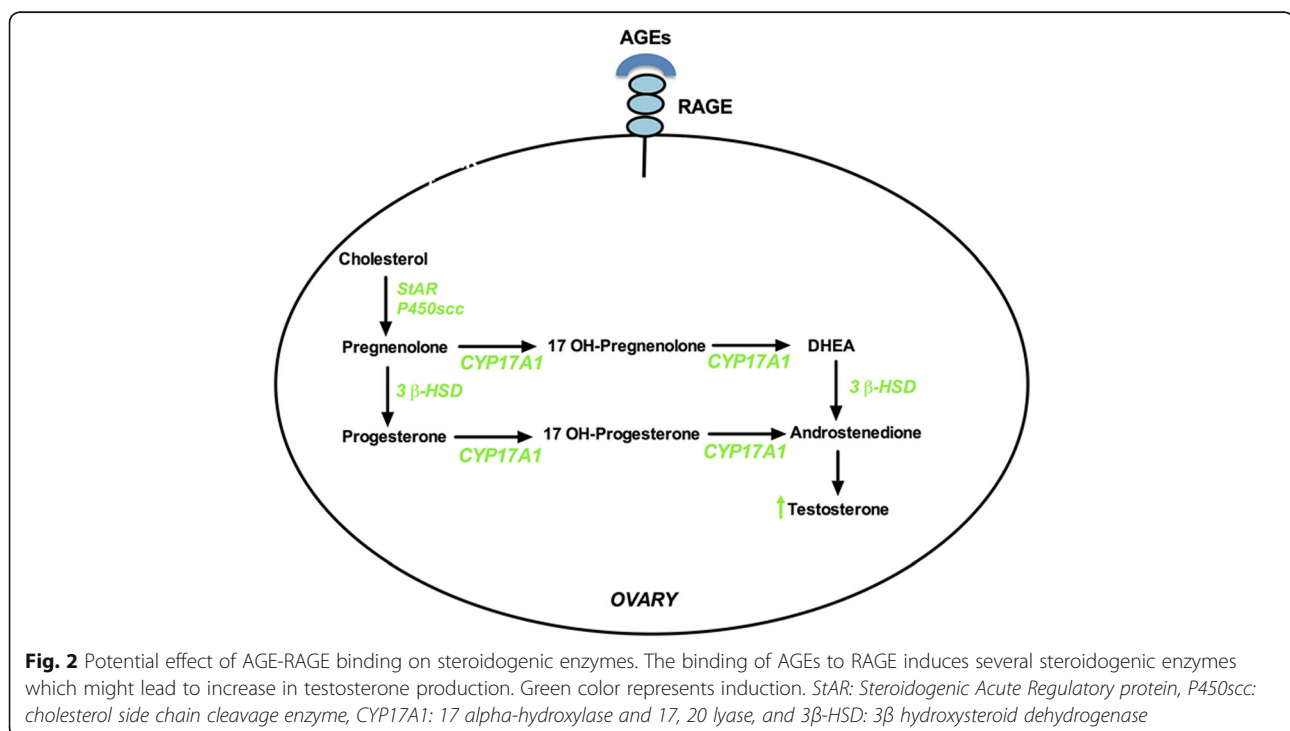 AGEs
RAGE
Cholesterol
StAR
P450scc
Pregnenolone
CYP17A1
17 OH-Pregnenolone
CYP17A1
DHEA
3 β-HSD
3 β-HSD
Progesterone
CYP17A1
17 OH-Progesterone
CYP17A1
Androstenedione
Testosterone
OVARY
Fig. 2 Potential effect of AGE-RAGE binding on steroidogenic enzymes. The binding of AGEs to RAGE induces several steroidogenic enzymes
which might lead to increase in testosterone production. Green color represents induction. StAR: Steroidogenic Acute Regulatory protein, P450scc:
cholesterol side chain cleavage enzyme, CYP17A1: 17 alpha-hydroxylase and 17, 20 lyase, and 3β-HSD: 3β hydroxysteroid dehydrogenase